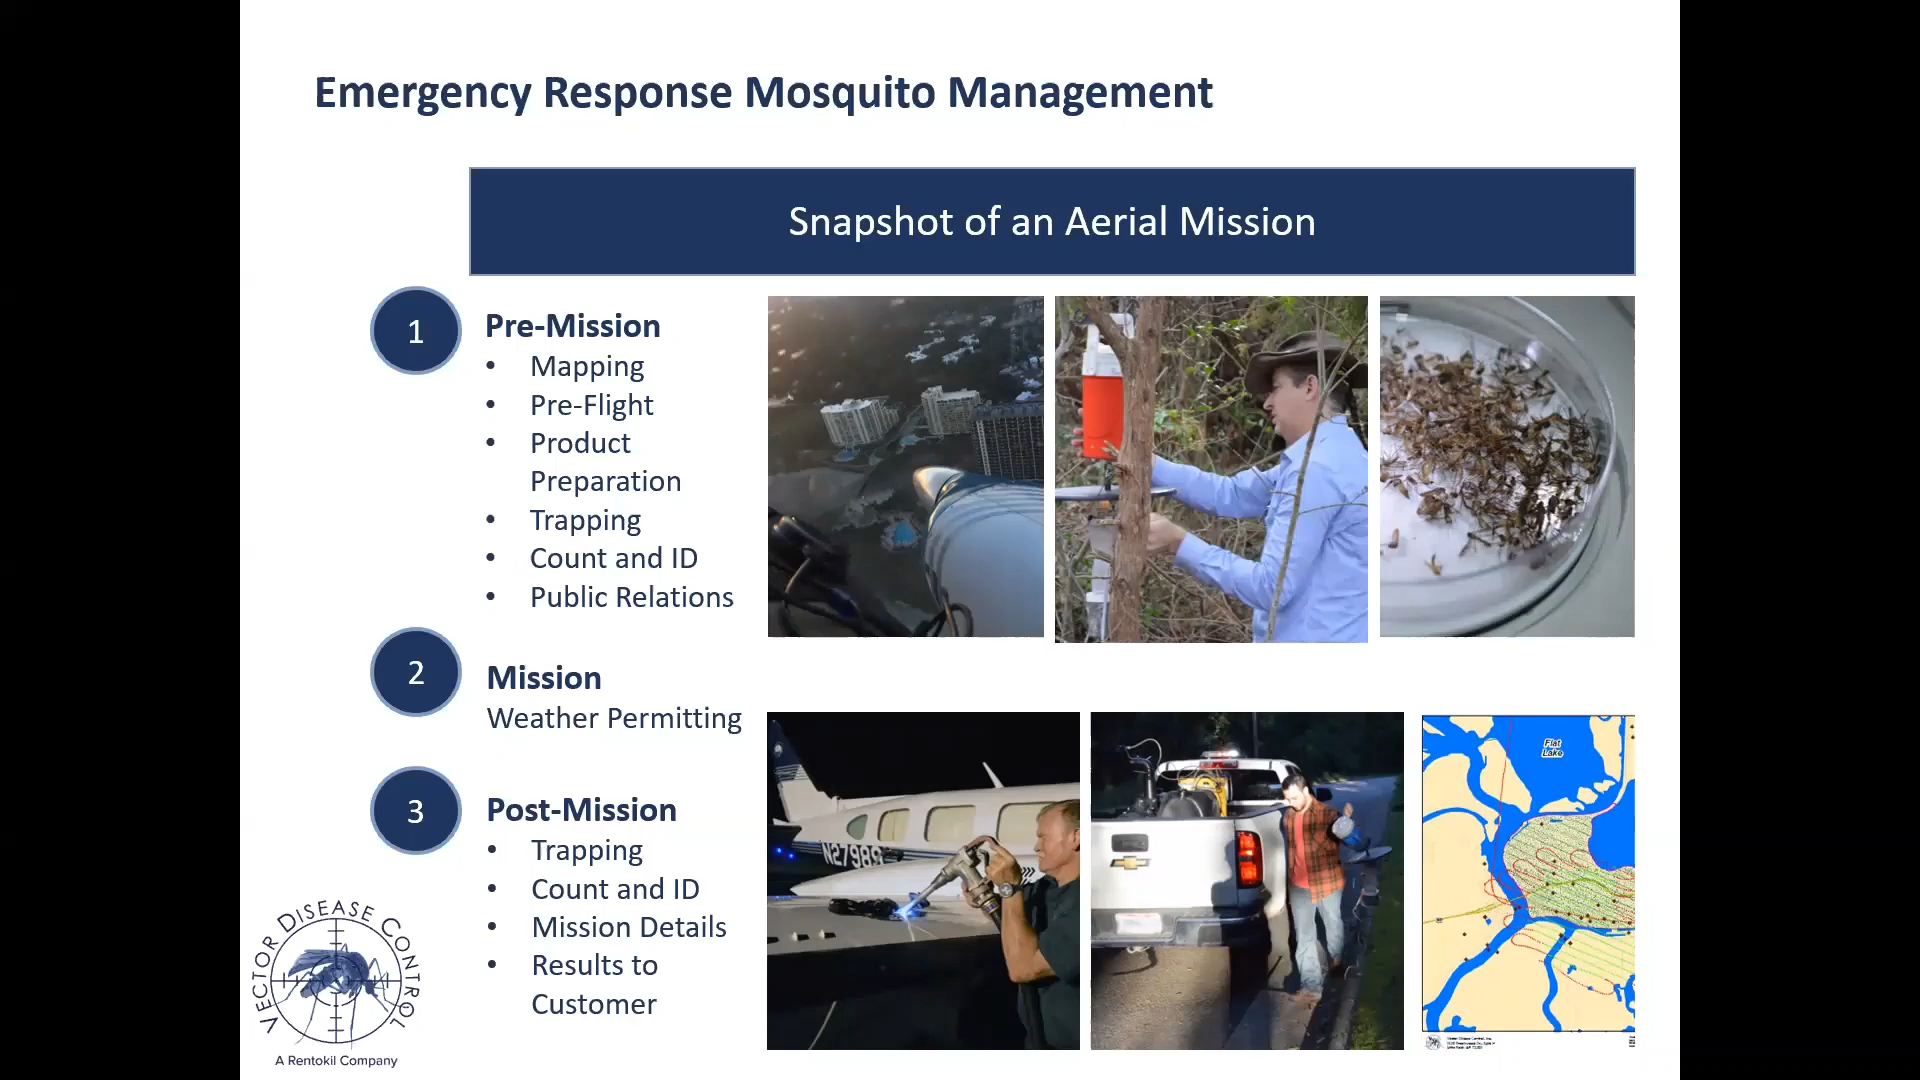 Emergency Response Mosquito Management
Snapshot of an Aerial Mission
1
Pre-Mission
• Mapping
• Pre-Flight
• Product
Preparation
• Trapping
• Count and ID
• Public Relations
2
Mission
Weather Permitting
3
Post-Mission
• Trapping
• Count and ID
• Mission Details
• Results to
Customer
Flat
Lake
VECTOR DISEASE CONTROL
A Rentokil Company